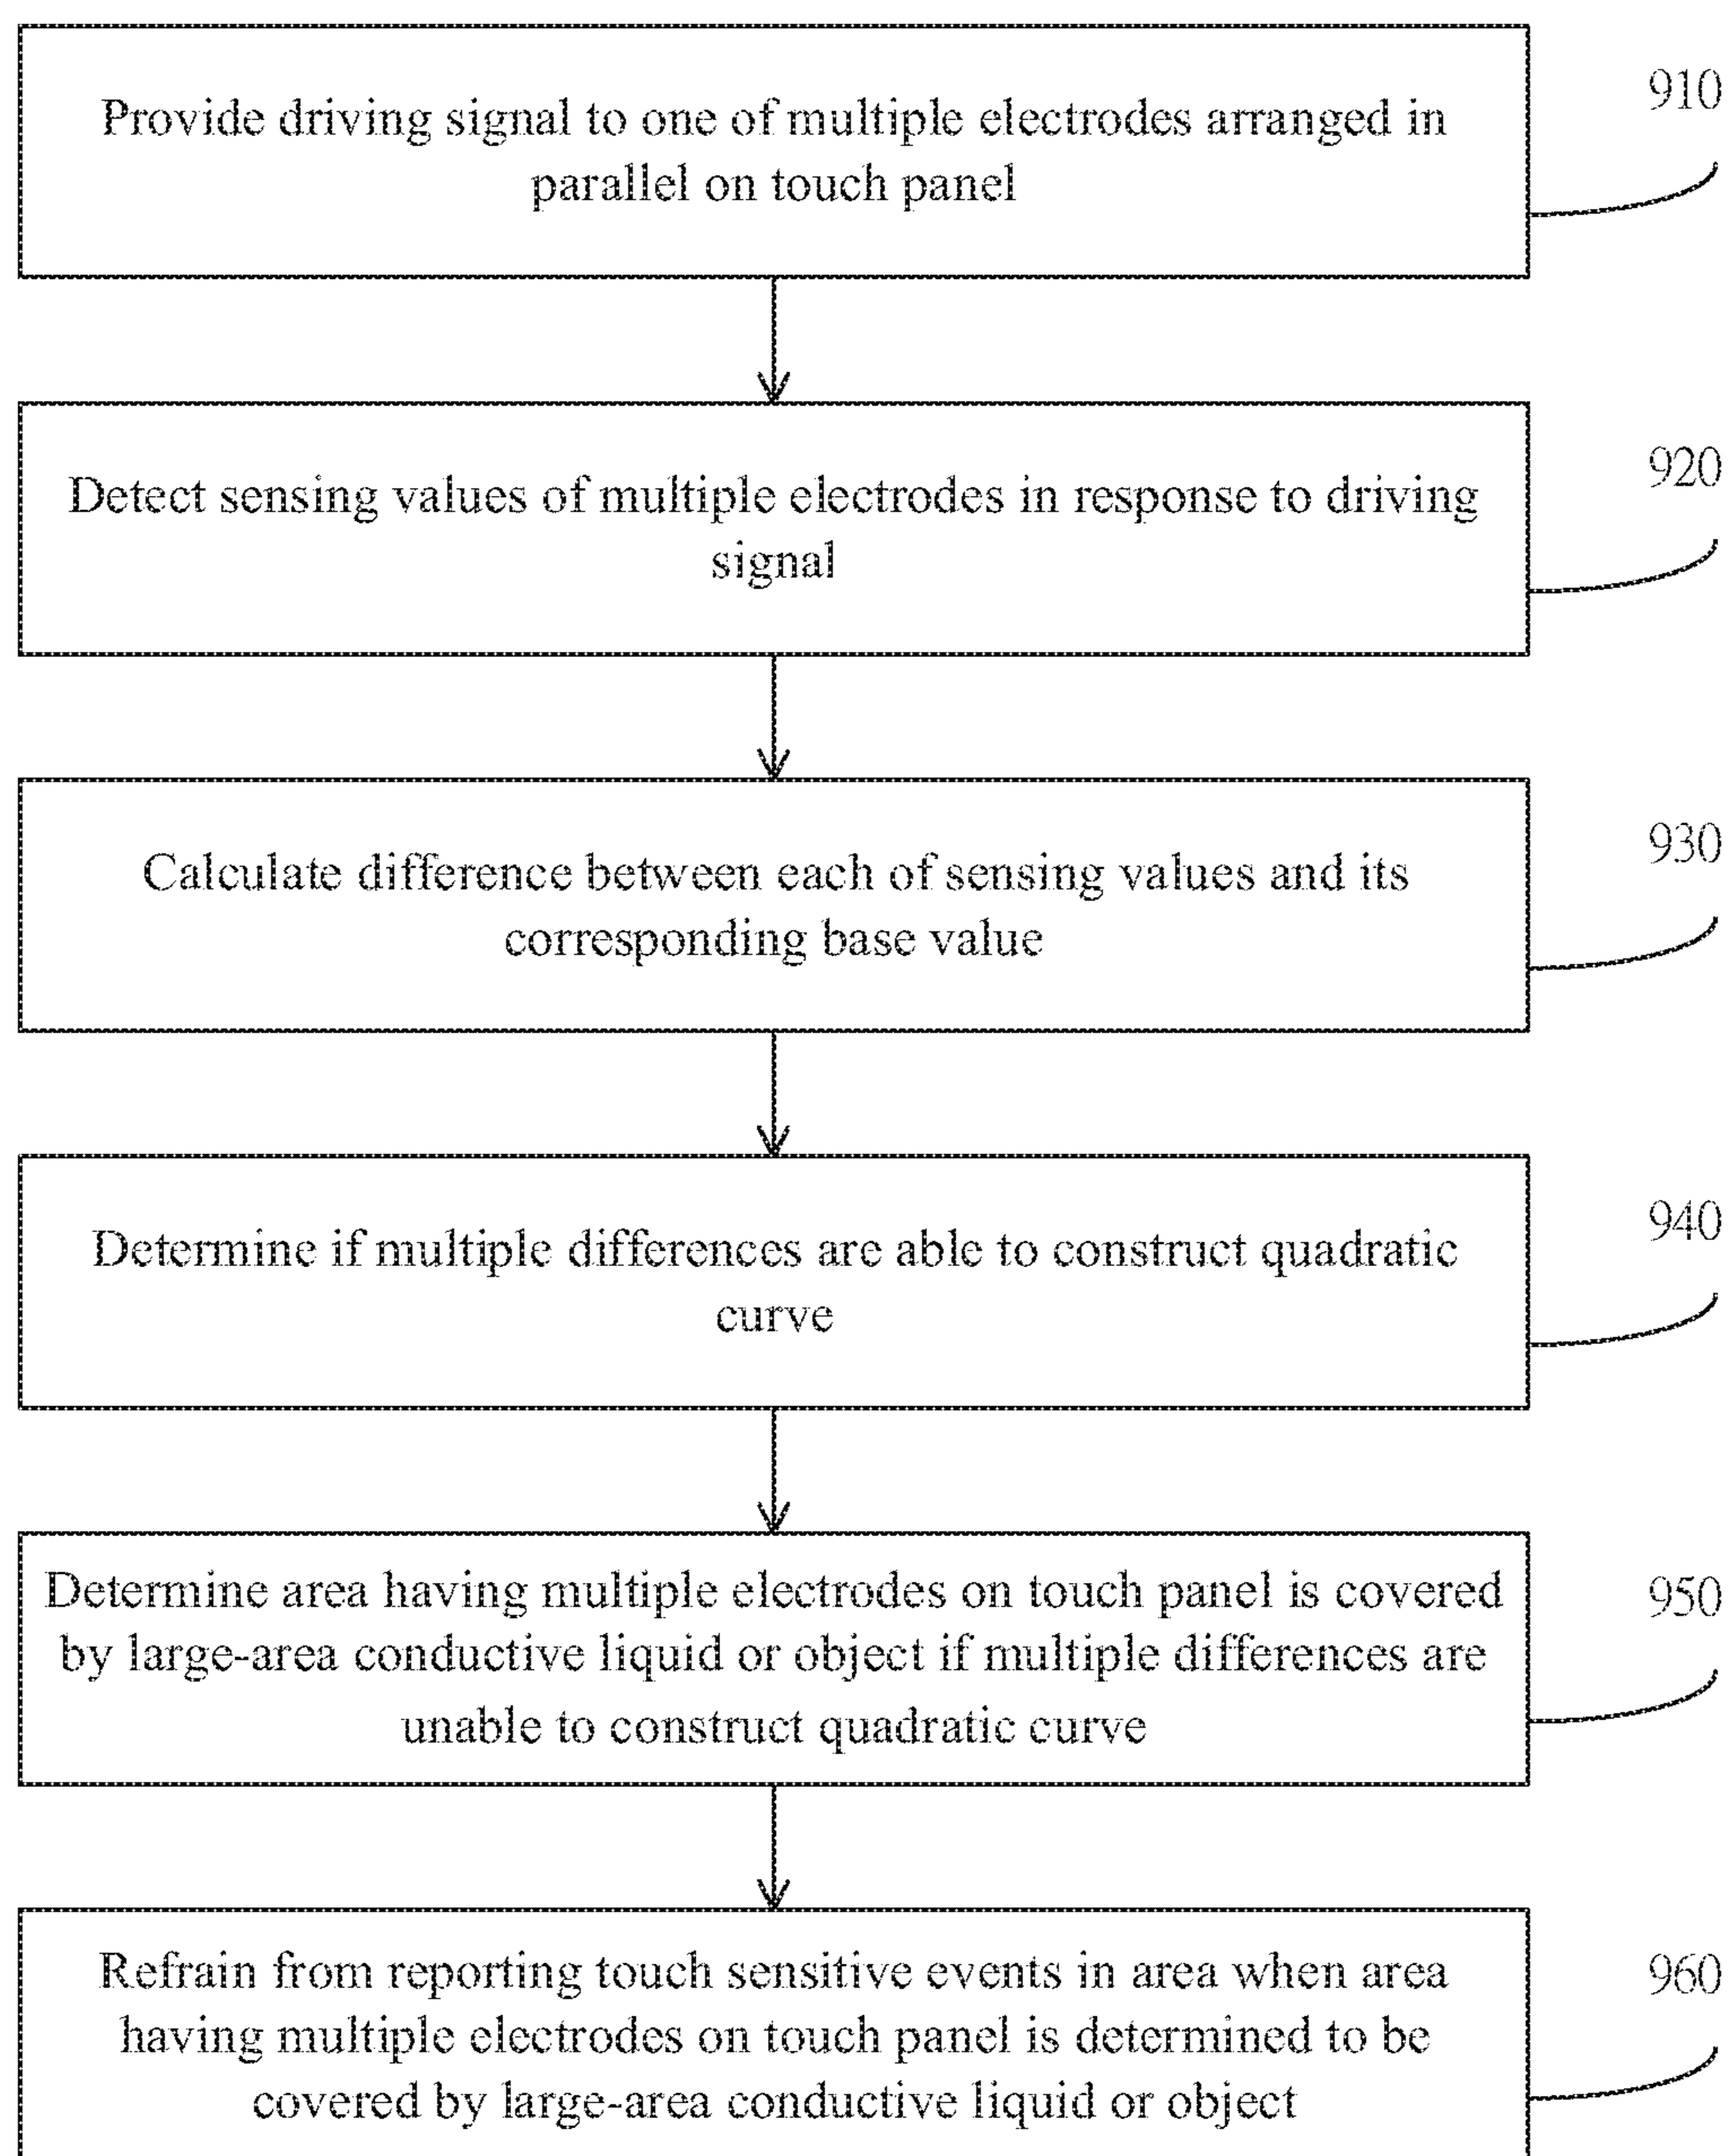 Provide driving signal to one of multiple electrodes arranged in
parallel on touch panel
910
Detect sensing values of multiple electrodes in response to driving
signal
920
Calculate difference between each of sensing values and its
corresponding base value
930
Determine if multiple differences are able to construct quadratic
curve
940
Determine area having multiple electrodes on touch panel is covered
by large-area conductive liquid or object if multiple differences are
unable to construct quadratic curve
950
Refrain from reporting touch sensitive events in area when area
having multiple electrodes on touch panel is determined to be
covered by large-area conductive liquid or object
960